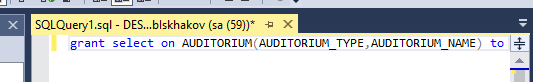 SQLQuery1.sql - DES...blskhakov (sa (59))*
grant select on AUDITORIUM(AUDITORIUM_TYPE,AUDITORIUM_NAME) to